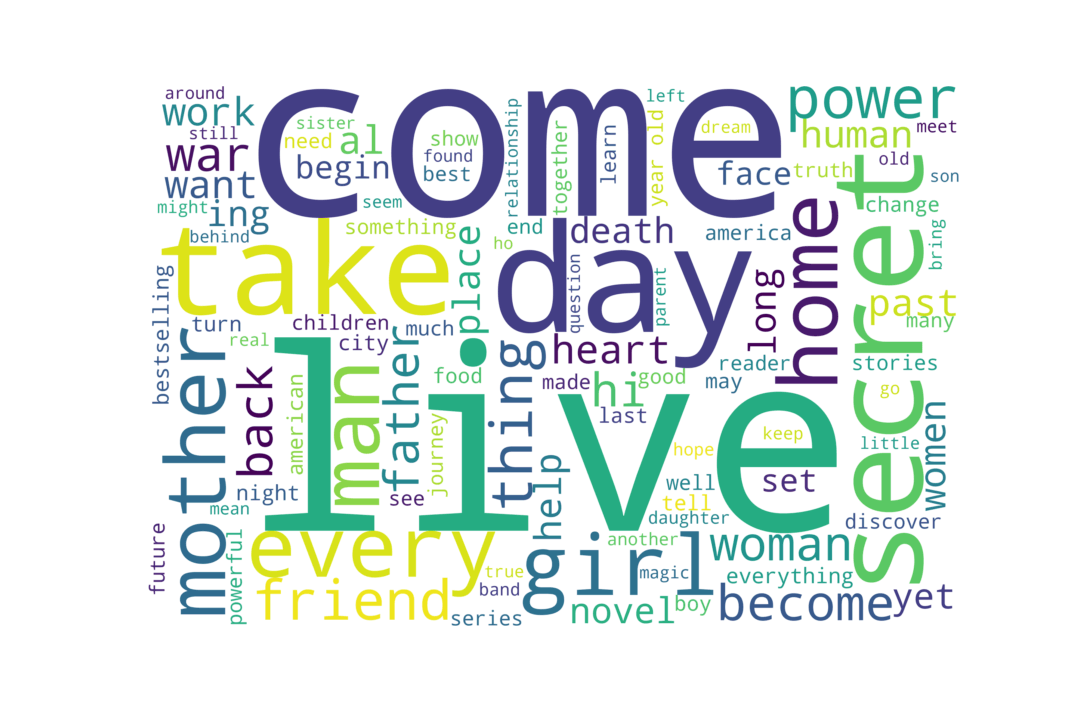 around
work
still
war
want
might
ing
behind
come
sister
need
al
show
begin
found
best
seem
something
take
relationship
end
ho
together
learn
left
year old
dream
power
human
meet
truth
old
son
face
secret
change
bring
death
america
day
question
parent
place
home
long
past
many
bestselling
turn
real
children
city
much
mother
back
american
man
father
food
journey
live
thing
heart
made
hi
good
last
reader
may
stories
go
little
women
keep
hope
well
set
tell
night
see
mean
help
daughter
discover
future
powerful
every
friend
true
band
series
girl
another
magic
novel
boy
woman
everything
become
yet